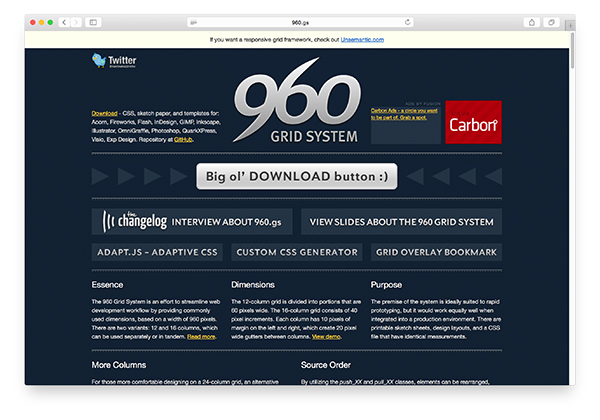 960.gs
If you want a responsive grid framework, check out Unsemantic.com
Twitter
Download - CSS, sketch paper, and templates for:
Acorn, Fireworks, Flash, InDesign, GIMP, Inkscape,
Illustrator, OmniGraffle, Photoshop, QuarkXPress,
Visio, Exp Design. Repository at GitHub.
960
GRID SYSTEM
ADS BY FUSION
Carbon Ads - a circle you want
to be part of. Grab a spot.
Carbon
Big ol' DOWNLOAD button :)
the changelog INTERVIEW ABOUT 960.gs
VIEW SLIDES ABOUT THE 960 GRID SYSTEM
ADAPT.JS – ADAPTIVE CSS
CUSTOM CSS GENERATOR
GRID OVERLAY BOOKMARK
Essence
The 960 Grid System is an effort to streamline web
development workflow by providing commonly
used dimensions, based on a width of 960 pixels.
There are two variants: 12 and 16 columns, which
can be used separately or in tandem. Read more.
Dimensions
The 12-column grid is divided into portions that are
60 pixels wide. The 16-column grid consists of 40
pixel increments. Each column has 10 pixels of
margin on the left and right, which create 20 pixel
wide gutters between columns. View demo.
Purpose
The premise of the system is ideally suited to rapid
prototyping, but it would work equally well when
integrated into a production environment. There are
printable sketch sheets, design layouts, and a CSS
file that have identical measurements.
More Columns
For those more comfortable designing on a 24-column grid, an alternative
Source Order
By utilizing the push_XX and pull_XX classes, elements can be rearranged,